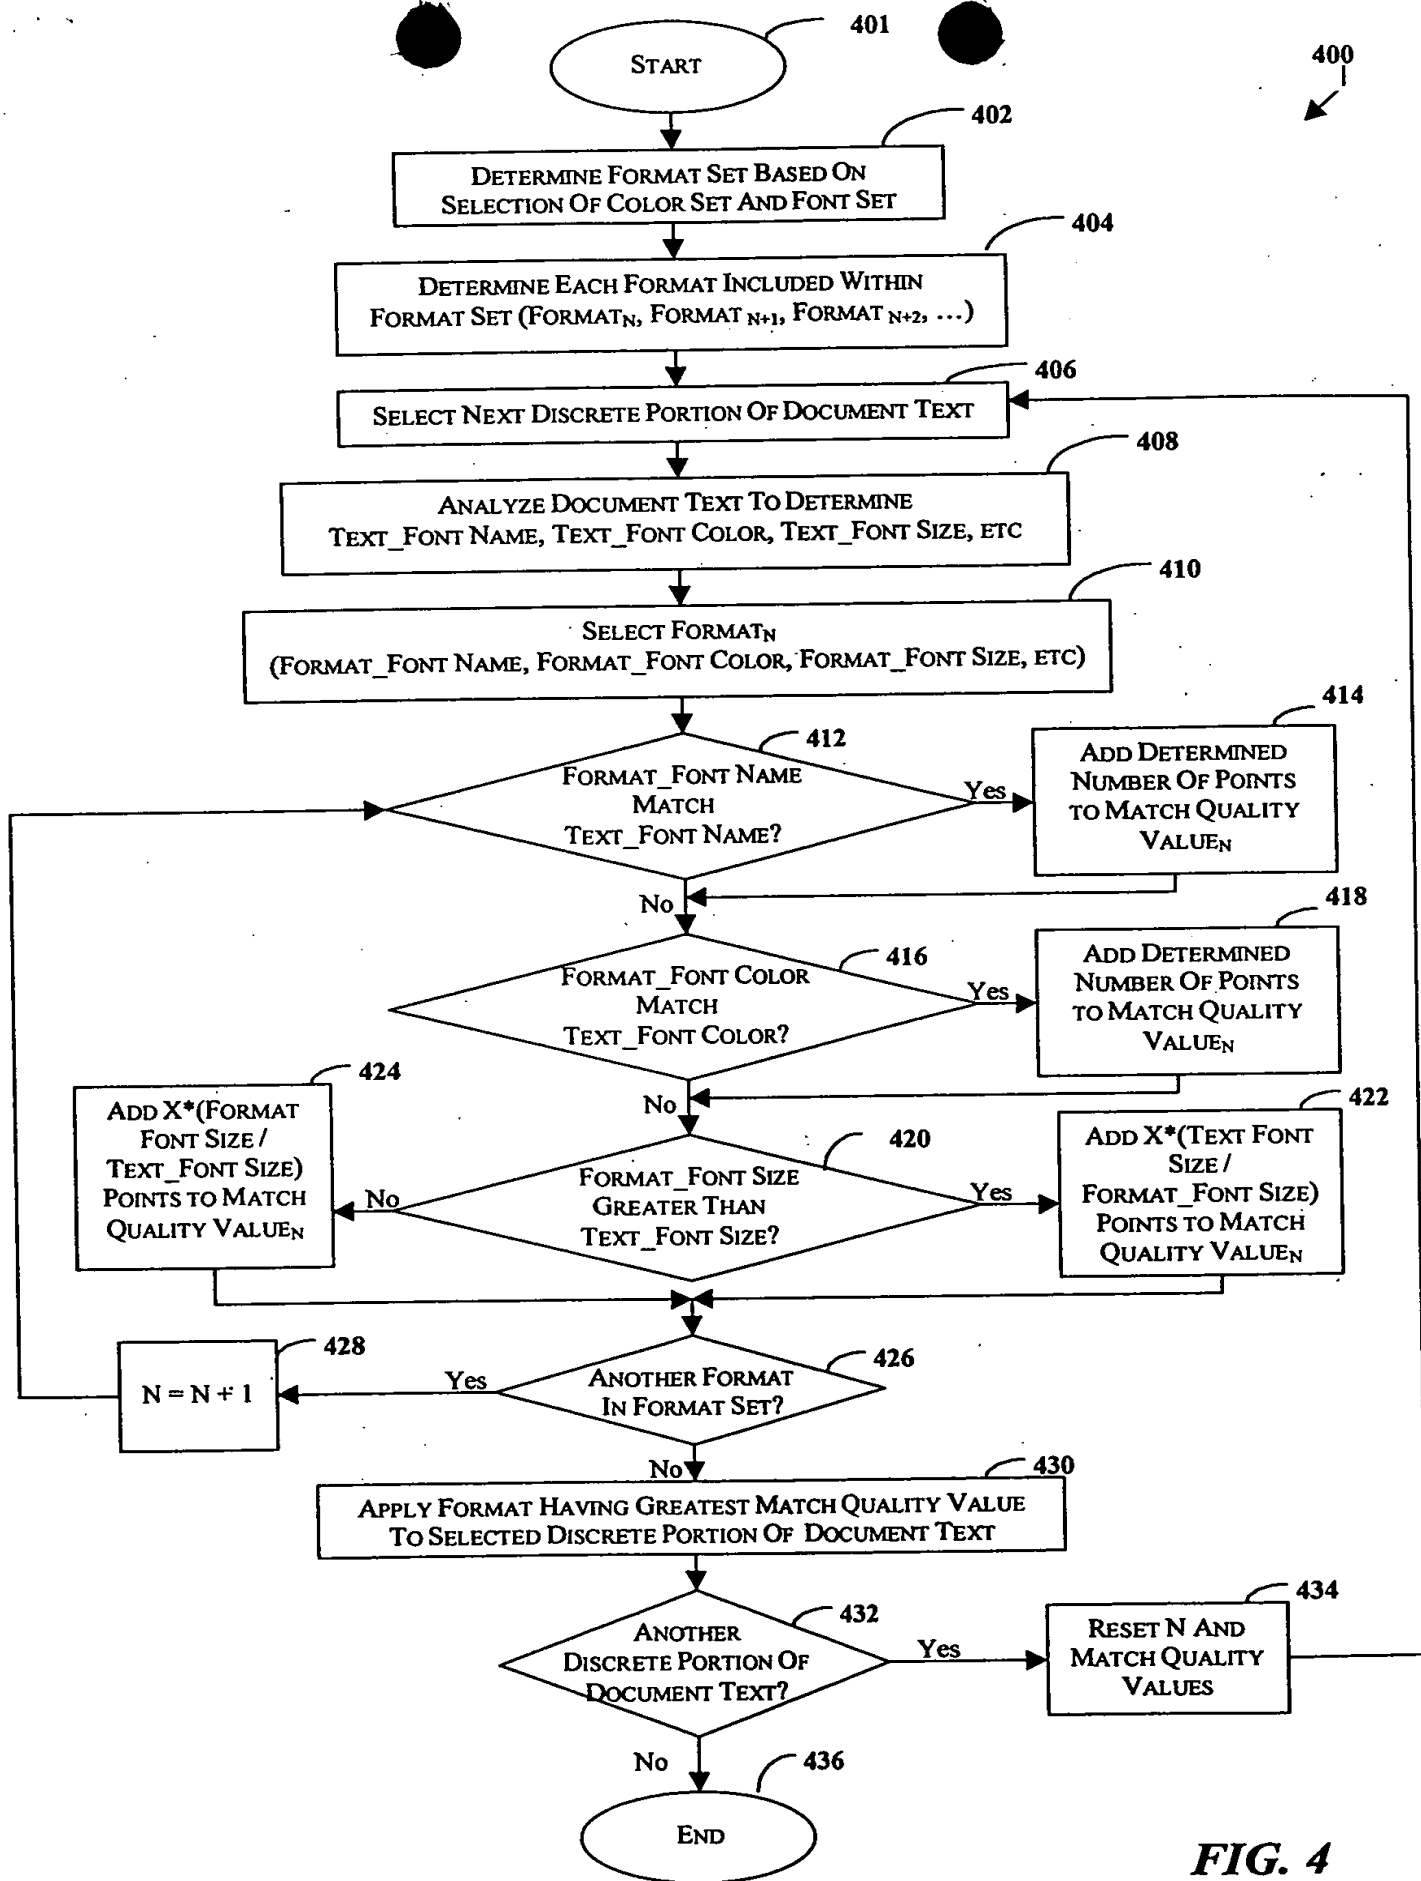 401
START
400
402
DETERMINE FORMAT SET BASED ON
SELECTION OF COLOR SET AND FONT SET
404
DETERMINE EACH FORMAT INCLUDED WITHIN
FORMAT SET (FORMATN, FORMAT N+1, FORMAT N+2, ...)
406
SELECT NEXT DISCRETE PORTION OF DOCUMENT TEXT
408
ANALYZE DOCUMENT TEXT TO DETERMINE
TEXT_FONT NAME, TEXT_FONT COLOR, TEXT_FONT SIZE, ETC
410
SELECT FORMATN
(FORMAT_FONT NAME, FORMAT_FONT COLOR, FORMAT_FONT SIZE, ETC)
412
FORMAT_FONT NAME
MATCH
TEXT_FONT NAME?
Yes
414
ADD DETERMINED
NUMBER OF POINTS
TO MATCH QUALITY
VALUEN
No
416
FORMAT_FONT COLOR
MATCH
TEXT_FONT COLOR?
Yes
418
ADD DETERMINED
NUMBER OF POINTS
TO MATCH QUALITY
VALUEN
No
424
ADD X*(FORMAT
FONT SIZE /
TEXT_FONT SIZE)
POINTS TO MATCH
QUALITY VALUEN
No
420
FORMAT_FONT SIZE
GREATER THAN
TEXT_FONT SIZE?
Yes
422
ADD X*(TEXT FONT
SIZE /
FORMAT_FONT SIZE)
POINTS TO MATCH
QUALITY VALUEN
428
N = N + 1
Yes
426
ANOTHER FORMAT
IN FORMAT SET?
No
430
APPLY FORMAT HAVING GREATEST MATCH QUALITY VALUE
TO SELECTED DISCRETE PORTION OF DOCUMENT TEXT
432
ANOTHER
DISCRETE PORTION OF
DOCUMENT TEXT?
Yes
434
RESET N AND
MATCH QUALITY
VALUES
No
436
END
FIG. 4